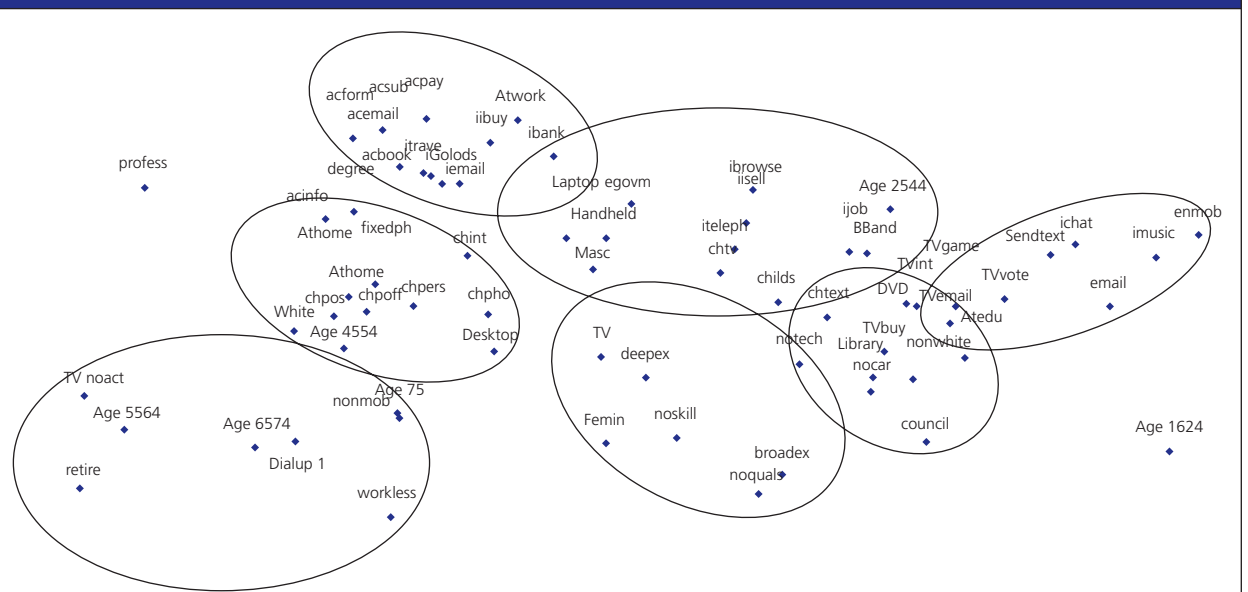 acpay
acsub
acform
acemail
Atwork
iibuy
ibank
itrave
acbook
iGolods
degree
iemail
profess
acinfo
Athome
fixedph
chint
Athome
chpers
chpos
chpoff
chpho
White
Age 4554
Desktop
Laptop egovm
Handheld
Masc
ibrowse
iisell
iteleph
chtv
Age 2544
ijob
BBand
childs
TVgame
TVint
Sendtext
ichat
enmob
imusic
TVvote
email
chtext
DVD
TVemail
Atedu
TVbuy
notech
Library
nonwhite
nocar
council
TV
deepex
Femin
noskill
broadex
noquals
TV noact
Age 75
nonmob
Age 5564
Age 6574
Dialup 1
retire
workless
Age 1624